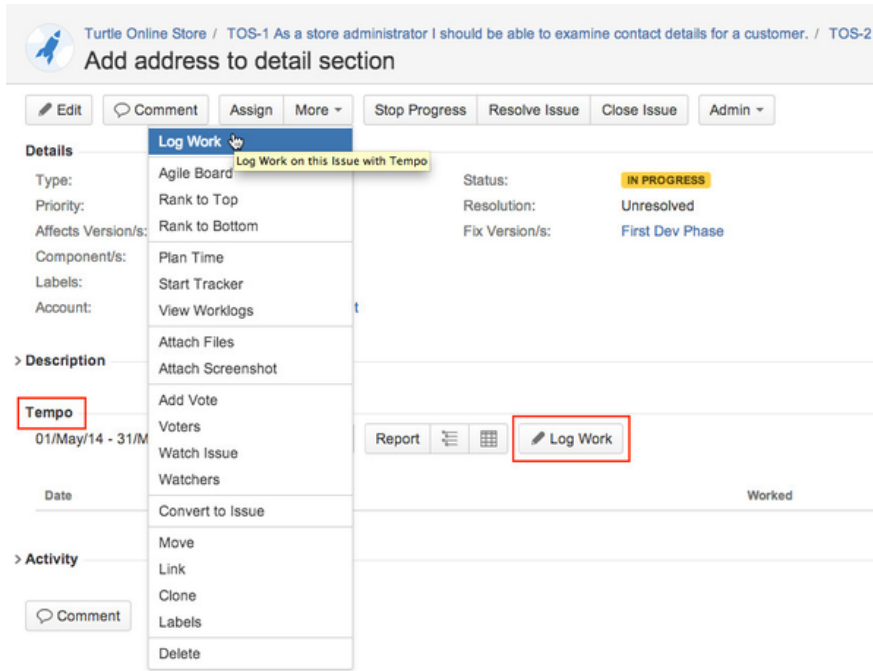 Turtle Online Store / TOS-1 As a store administrator I should be able to examine contact details for a customer. / TOS-2
Add address to detail section
Edit Comment Assign More Stop Progress Resolve Issue Close Issue Admin
Log Work
Log Work on this Issue with Tempo
Details
Agile Board
Type: Status: IN PROGRESS
Rank to Top
Priority: Resolution: Unresolved
Rank to Bottom
Affects Version/s: Fix Version/s: First Dev Phase
Component/s: Plan Time
Labels: Start Tracker
Account: View Worklogs t
Attach Files
Description
Attach Screenshot
Add Vote
Tempo
Voters
01/May/14 - 31/M Report Log Work
Watch Issue
Watchers
Date Worked
Convert to Issue
Move
Activity
Link
Clone
Comment
Labels
Delete